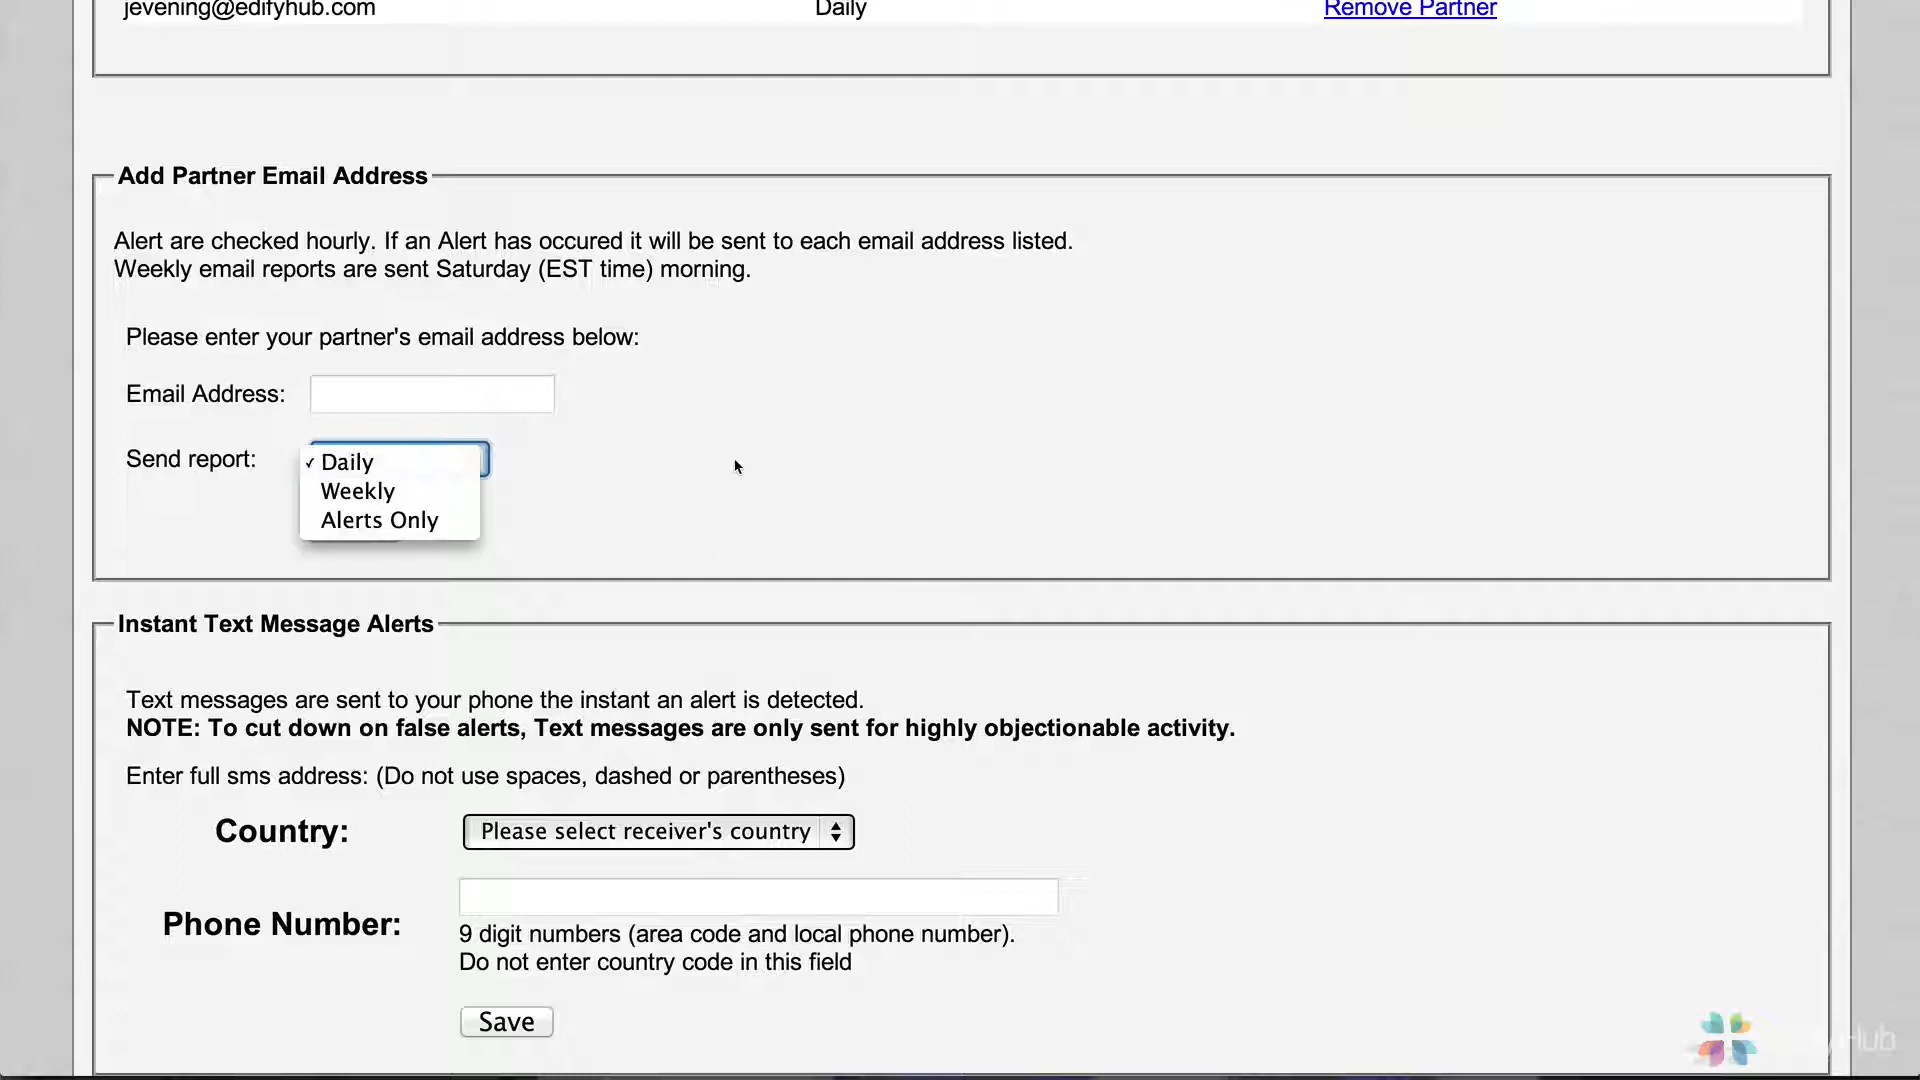 jevening@edifyhub.com Daily Remove Partner
Add Partner Email Address
Alert are checked hourly. If an Alert has occured it will be sent to each email address listed.
Weekly email reports are sent Saturday (EST time) morning.
Please enter your partner's email address below:
Email Address:
Send report:
✓ Daily
Weekly
Alerts Only
Instant Text Message Alerts
Text messages are sent to your phone the instant an alert is detected.
NOTE: To cut down on false alerts, Text messages are only sent for highly objectionable activity.
Enter full sms address: (Do not use spaces, dashed or parentheses)
Country: Please select receiver's country
Phone Number:
9 digit numbers (area code and local phone number).
Do not enter country code in this field
Save
Hub